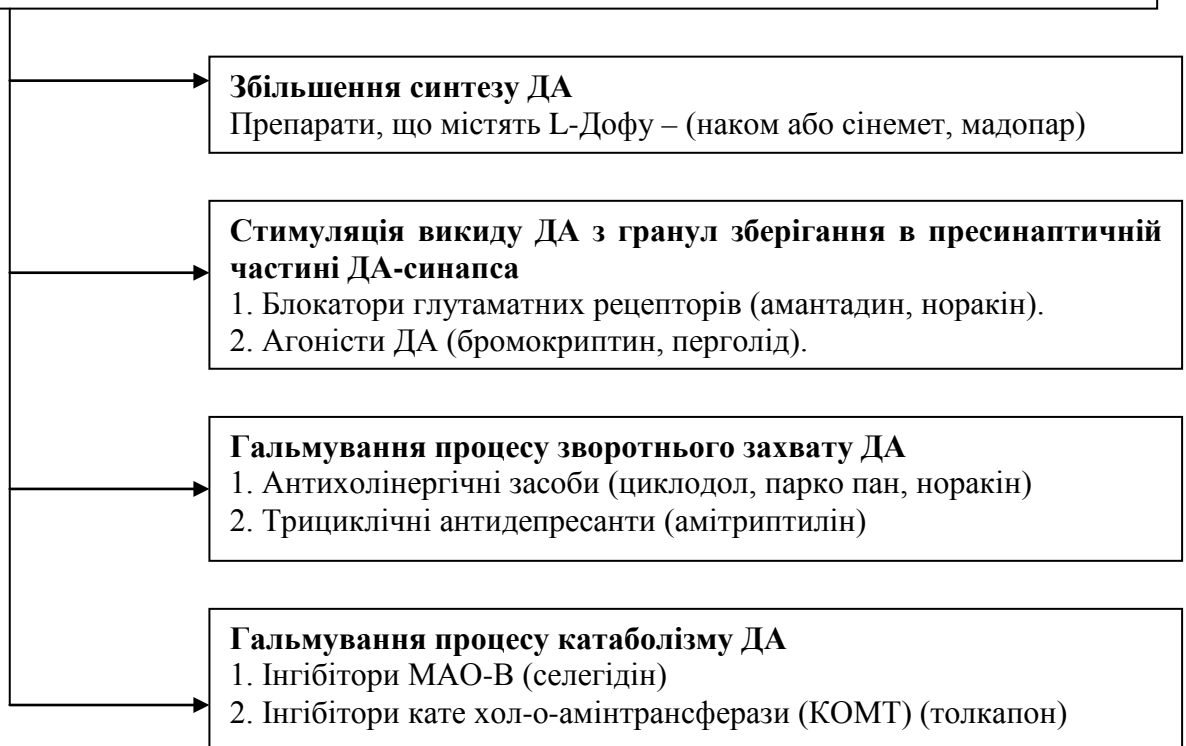 Збільшення синтезу ДА
Препарати, що містять L-Дофу – (наком або сінемет, мадопар)
Стимуляція викиду ДА з гранул зберігання в пресинаптичній
частині ДА-синапса
1. Блокатори глутаматних рецепторів (амантадин, норакін).
2. Агоністи ДА (бромокриптин, перголід).
Гальмування процесу зворотнього захвату ДА
1. Антихолінергічні засоби (циклодол, парко пан, норакін)
2. Трициклічні антидепресанти (амітриптилін)
Гальмування процесу катаболізму ДА
1. Інгібітори МАО-В (селегідін)
2. Інгібітори кате хол-о-амінтрансферази (КОМТ) (толкапон)